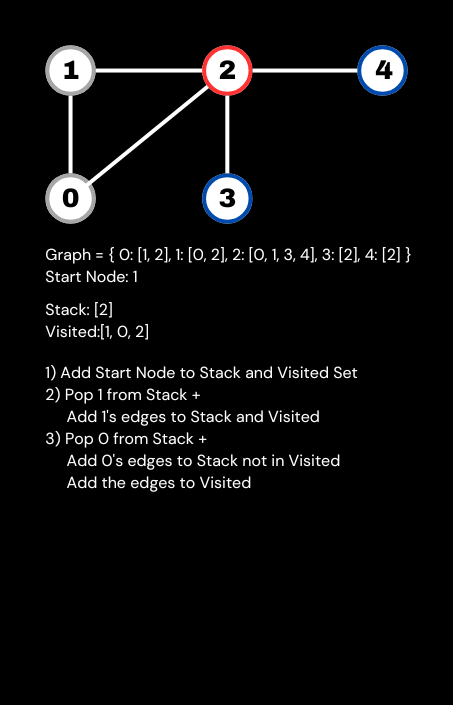 1 2 4
0 3
Graph = { 0: [1, 2], 1: [0, 2], 2: [0, 1, 3, 4], 3: [2], 4: [2] }
Start Node: 1
Stack: [2]
Visited:[1, 0, 2]
1) Add Start Node to Stack and Visited Set
2) Pop 1 from Stack +
Add 1's edges to Stack and Visited
3) Pop 0 from Stack +
Add 0's edges to Stack not in Visited
Add the edges to Visited